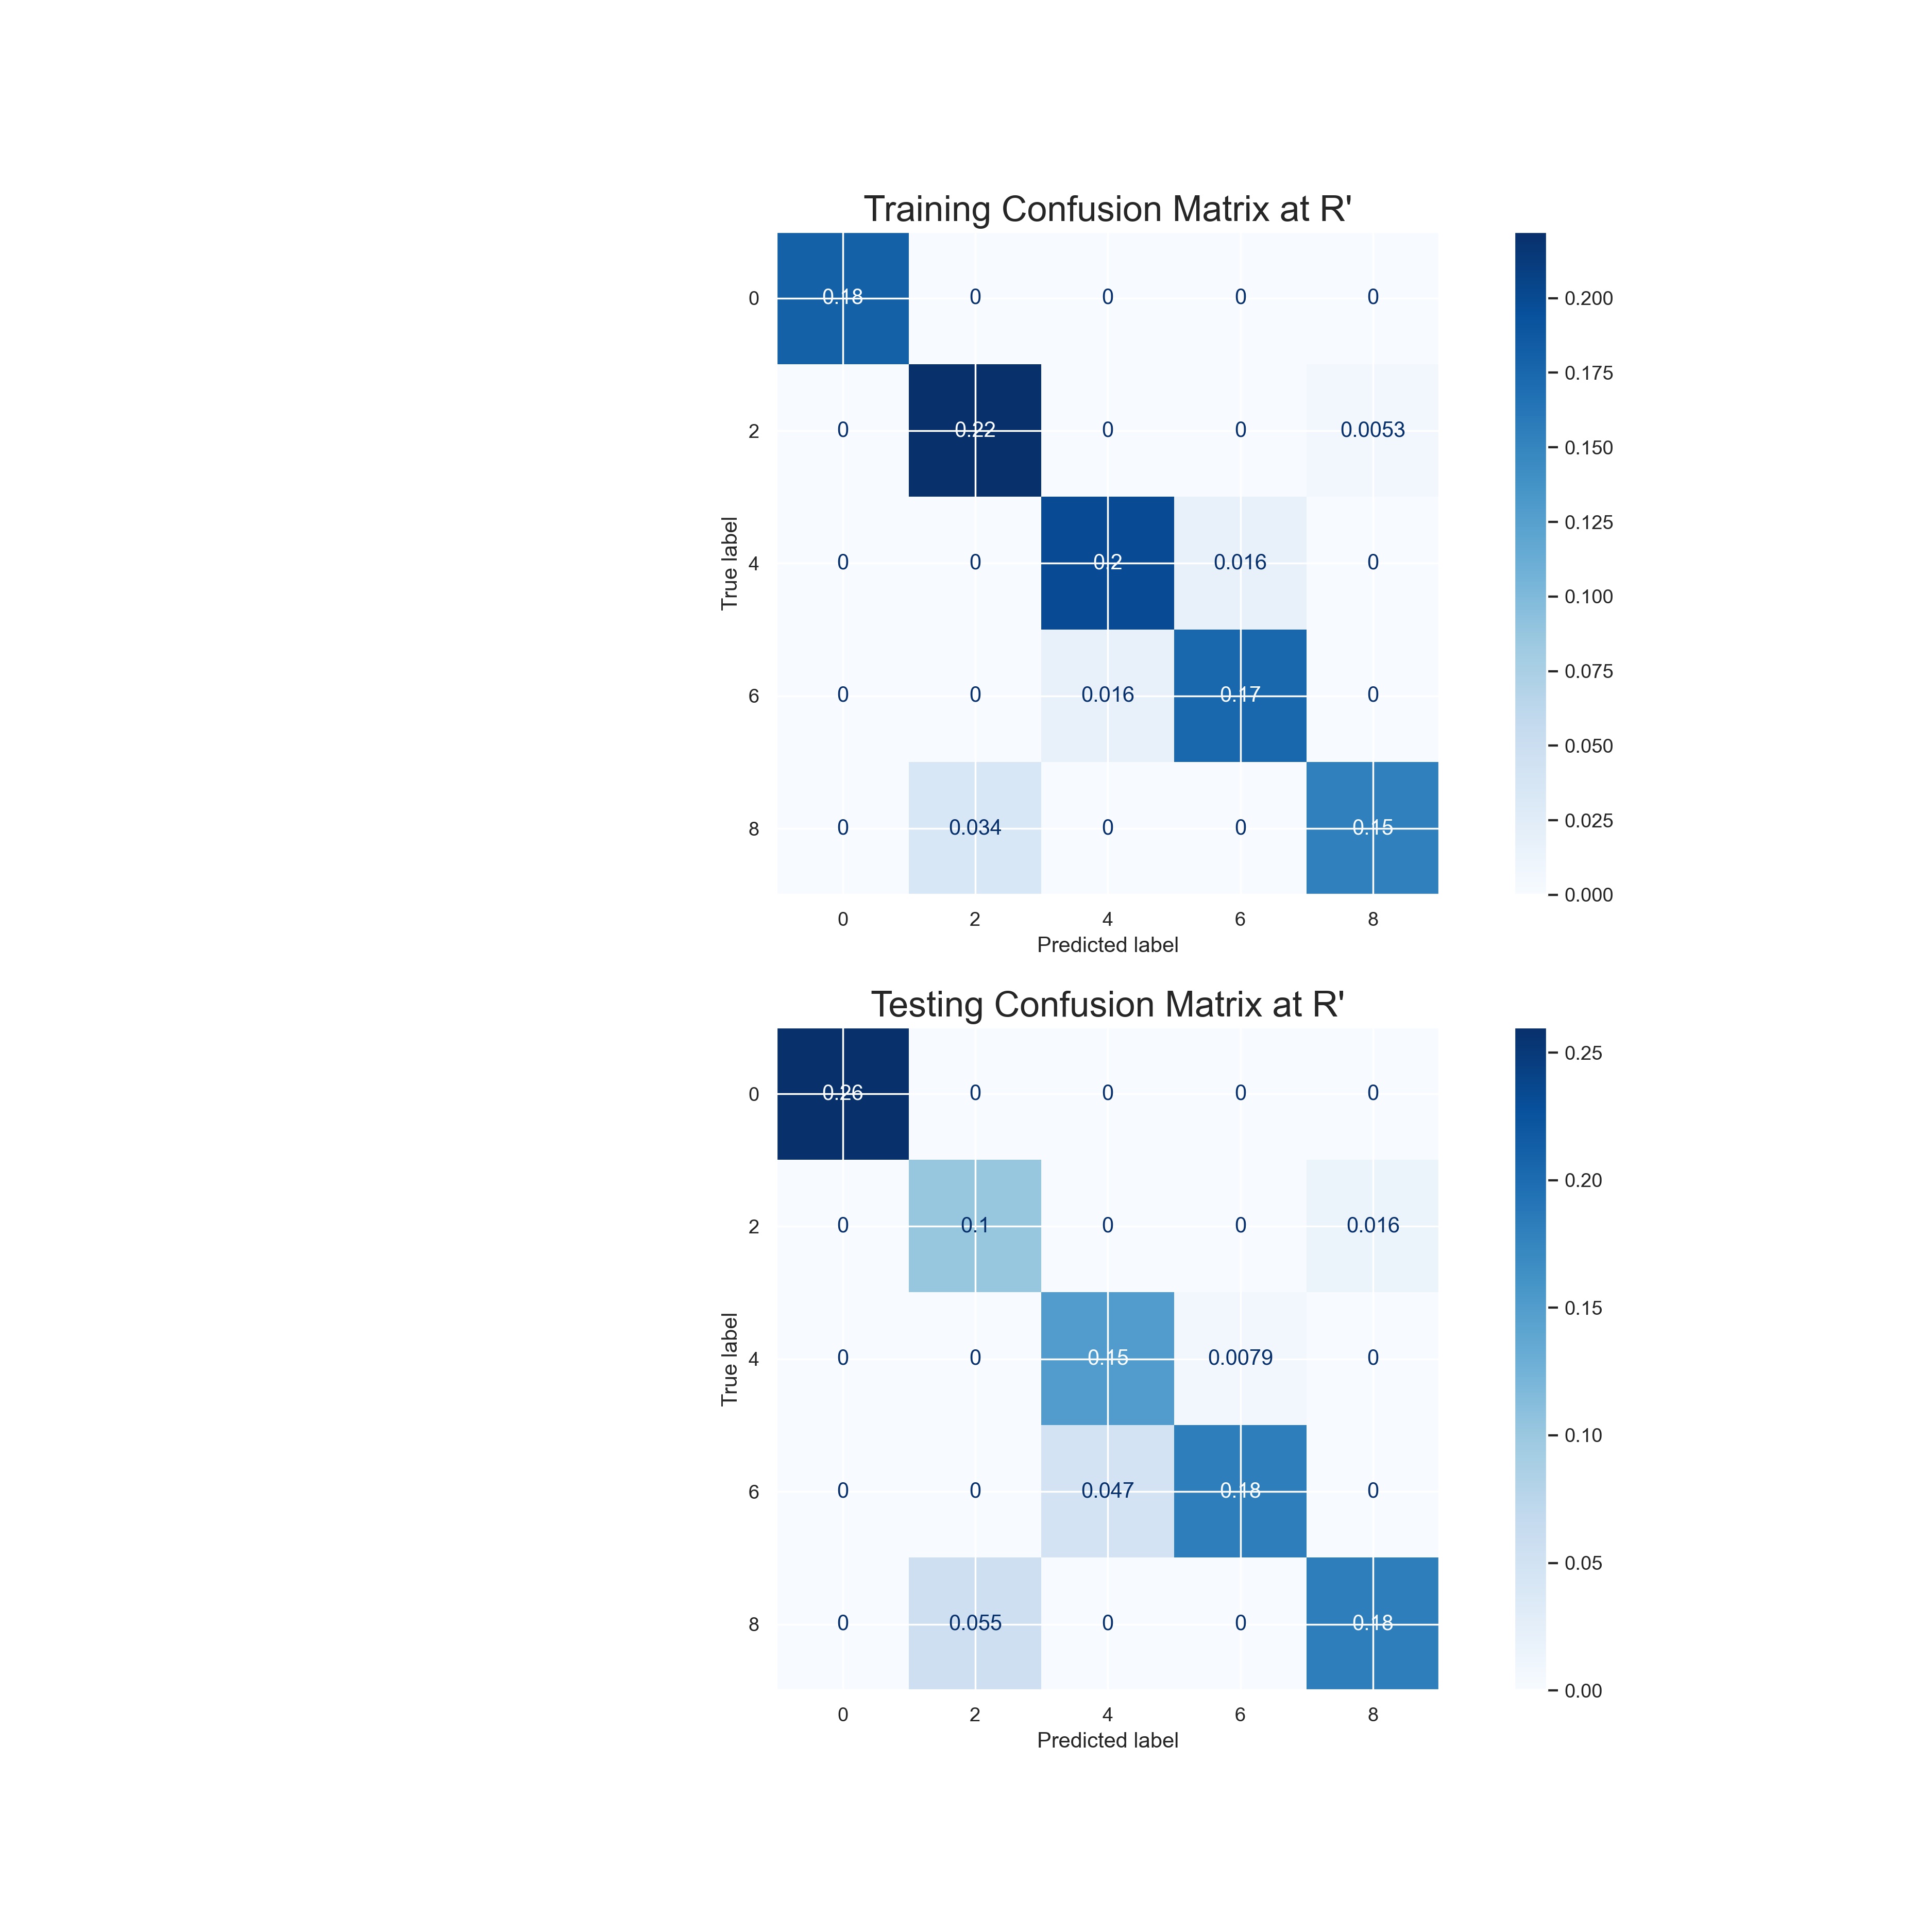 Training Confusion Matrix at R'
0 0.18 0 0 0 0
2 0 0.22 0 0 0.0053
4 0 0 0.2 0.016 0
6 0 0 0.016 0.17 0
8 0 0.034 0 0 0.15
True label
0 2 4 6 8
Predicted label
0.200
0.175
0.150
0.125
0.100
0.075
0.050
0.025
0.000
Testing Confusion Matrix at R'
0 0.26 0 0 0 0
2 0 0.1 0 0 0.016
4 0 0 0.15 0.0079 0
6 0 0 0.047 0.18 0
8 0 0.055 0 0 0.18
True label
0 2 4 6 8
Predicted label
0.25
0.20
0.15
0.10
0.05
0.00